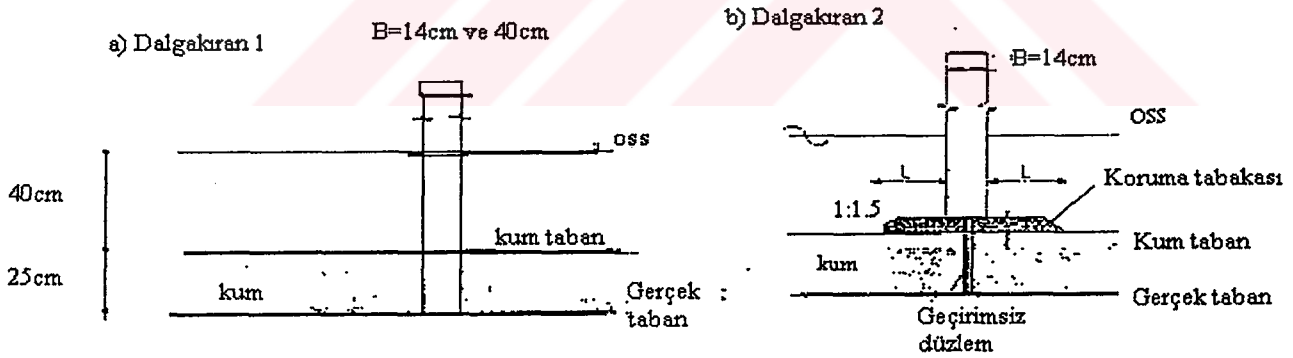 a) Dalgakıran 1
B=14cm ve 40cm
oss
40cm
kum taban
25cm
kum
Gerçek :
taban
b) Dalgakıran 2
B=14cm
OSS
L
L
Koruma tabakası
1:1.5
Kum taban
kum
Gerçek taban
Geçirimsiz
düzlem